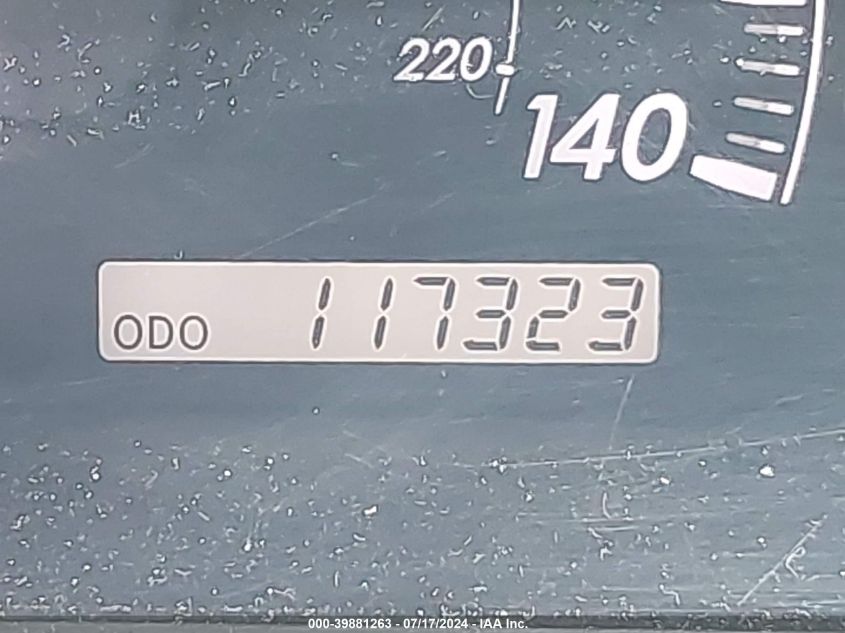 220
140
ODO 117323
000-39881263 - 07/17/2024 - IAA Inc.